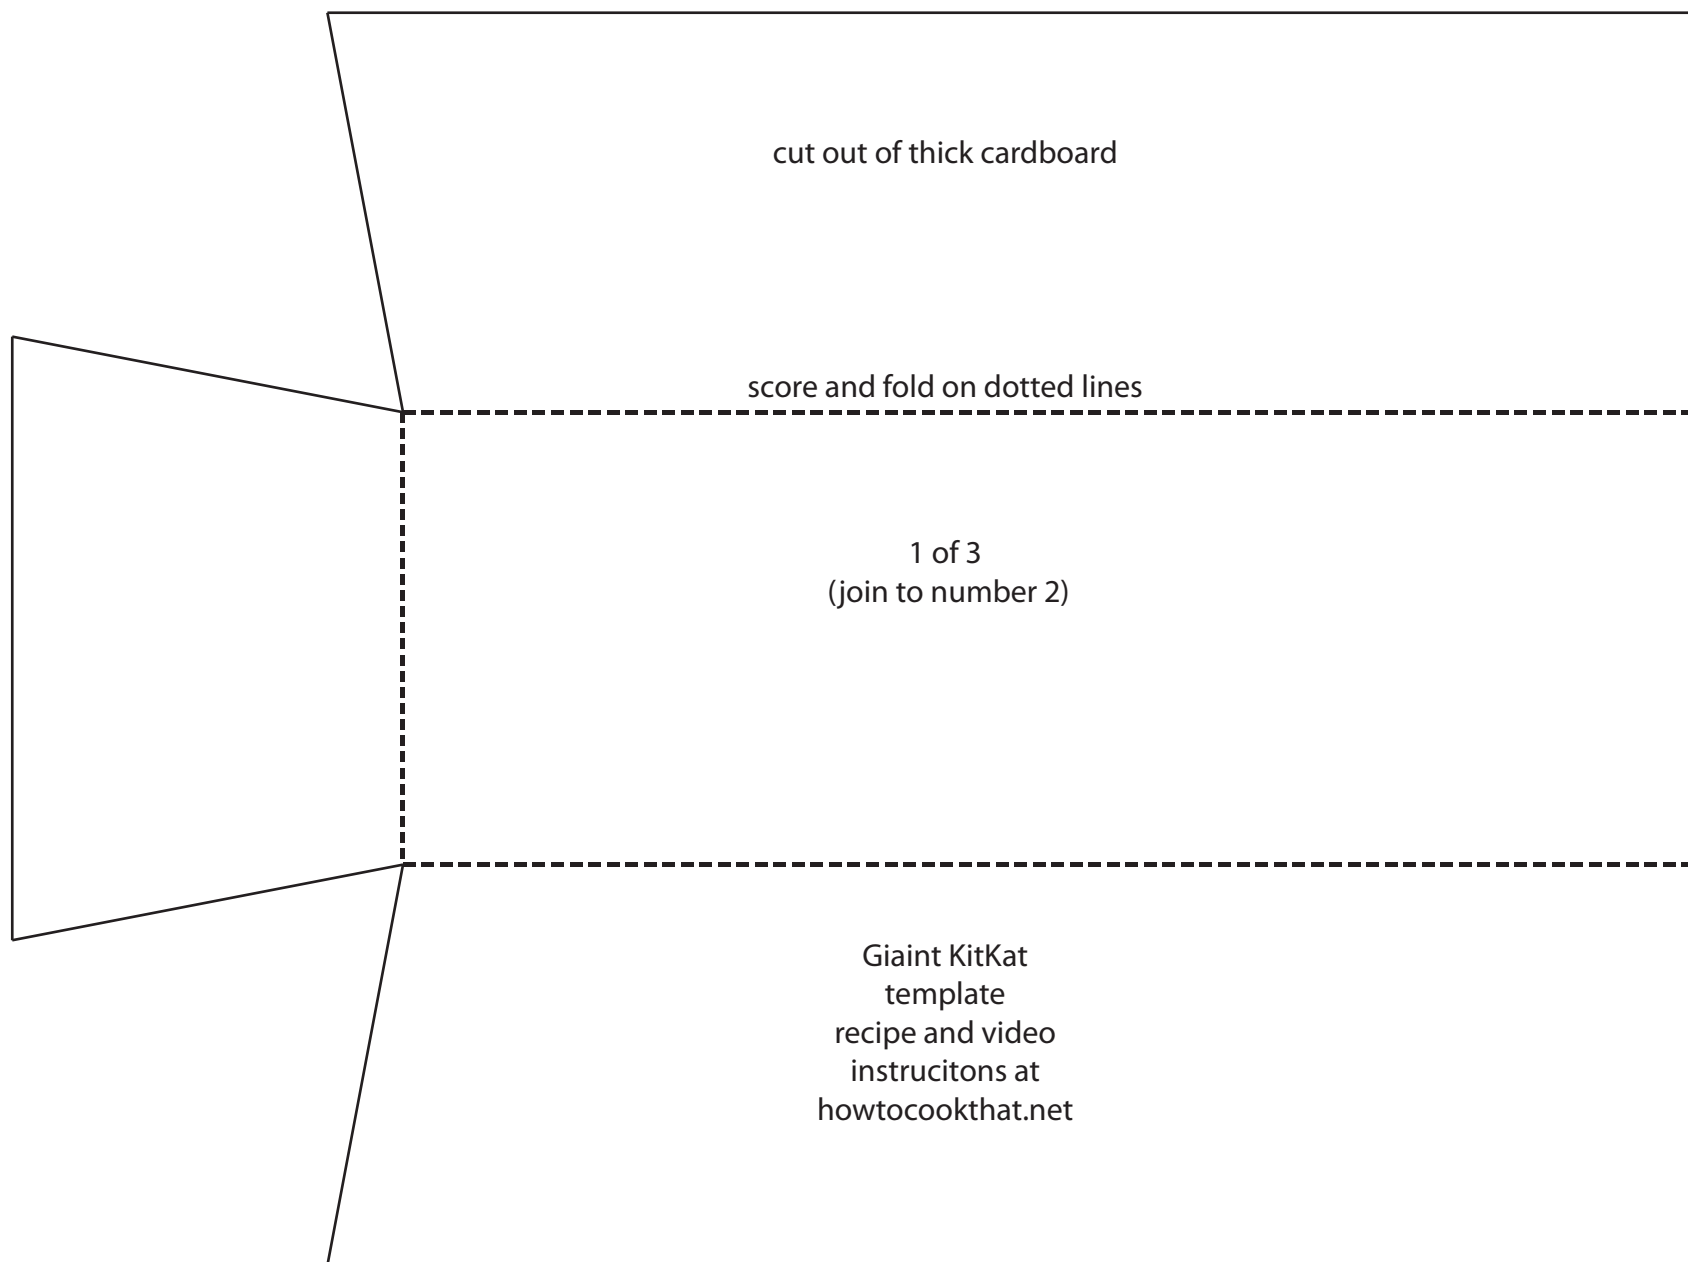 cut out of thick cardboard
score and fold on dotted lines
1 of 3
(join to number 2)
Giaint KitKat
template
recipe and video
instrucitons at
howtocookthat.net